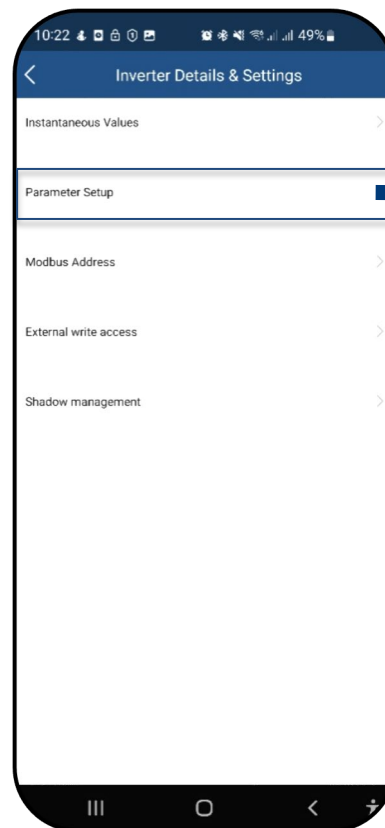 10:22 49%
Inverter Details & Settings
Instantaneous Values
Parameter Setup
Modbus Address
External write access
Shadow management